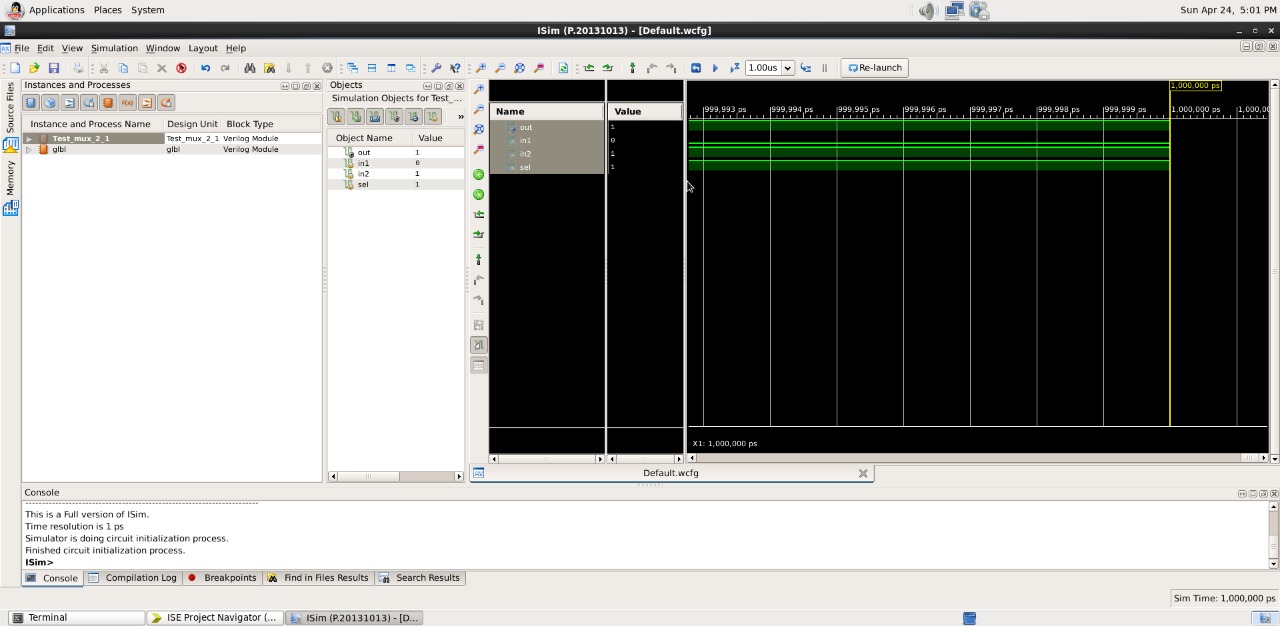 Applications Places System
Sun Apr 24, 5:01 PM
ISim (P.20131013) - [Default.wcfg]
File Edit View Simulation Window Layout Help
1.00us
Re-launch
Source Files
Memory
Instances and Processes
Instance and Process Name Design Unit Block Type
Test_mux_2_1 Test_mux_2_1 Verilog Module
glbl glbl Verilog Module
Objects
Simulation Objects for Test_...
»
Object Name Value
out 1
in1 0
in2 1
sel 1
Name Value
out 1
in1 0
in2 1
sel 1
1,000,000 ps
999,993 ps 999,994 ps 999,995 ps 999,996 ps 999,997 ps 999,998 ps 999,999 ps 1,000,000 ps 1,000,0
X1: 1,000,000 ps
Default.wcfg
Console
This is a Full version of ISim.
Time resolution is 1 ps
Simulator is doing circuit initialization process.
Finished circuit initialization process.
ISim>
Console Compilation Log Breakpoints Find in Files Results Search Results
Sim Time: 1,000,000 ps
Terminal ISE Project Navigator (... ISim (P.20131013) - [D...